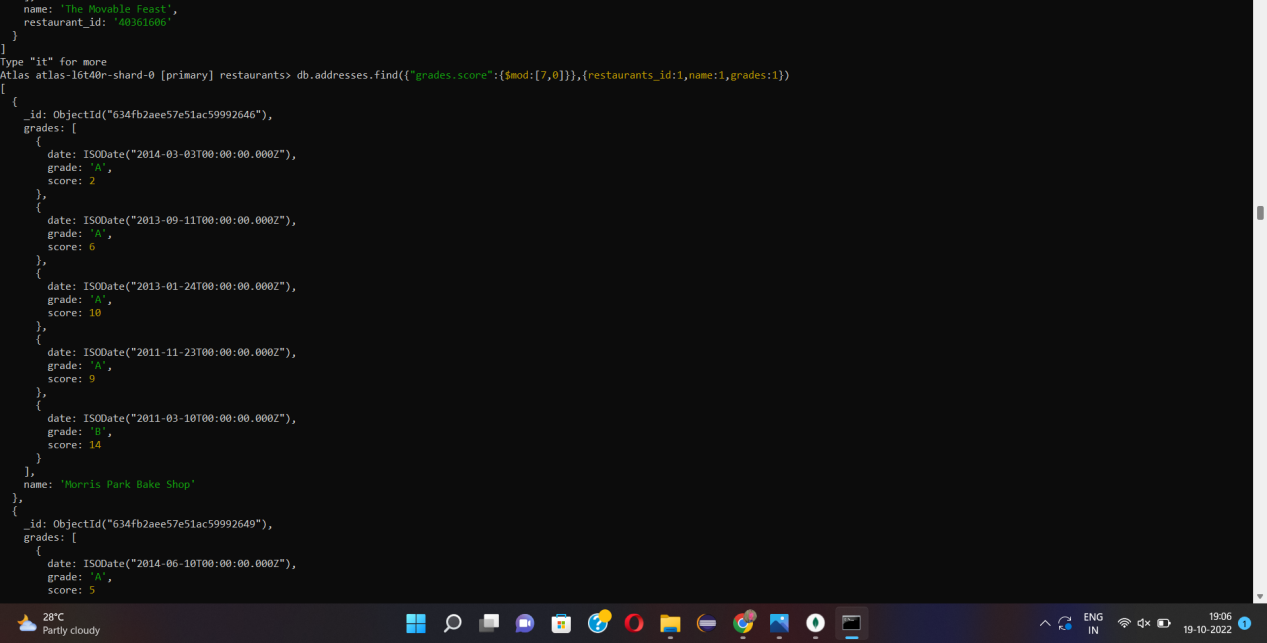 name: 'The Movable Feast',
restaurant_id: '40361606'
}
]
Type "it" for more
Atlas atlas-l6t40r-shard-0 [primary] restaurants> db.addresses.find({"grades.score":{$mod:[7,0]}},{restaurants_id:1,name:1,grades:1})
[
{
_id: ObjectId("634fb2aee57e51ac59992646"),
grades: [
{
date: ISODate("2014-03-03T00:00:00.000Z"),
grade: 'A',
score: 2
},
{
date: ISODate("2013-09-11T00:00:00.000Z"),
grade: 'A',
score: 6
},
{
date: ISODate("2013-01-24T00:00:00.000Z"),
grade: 'A',
score: 10
},
{
date: ISODate("2011-11-23T00:00:00.000Z"),
grade: 'A',
score: 9
},
{
date: ISODate("2011-03-10T00:00:00.000Z"),
grade: 'B',
score: 14
}
],
name: 'Morris Park Bake Shop'
},
{
_id: ObjectId("634fb2aee57e51ac59992649"),
grades: [
{
date: ISODate("2014-06-10T00:00:00.000Z"),
grade: 'A',
score: 5
28°C
Partly cloudy
ENG
IN
19:06
19-10-2022
1